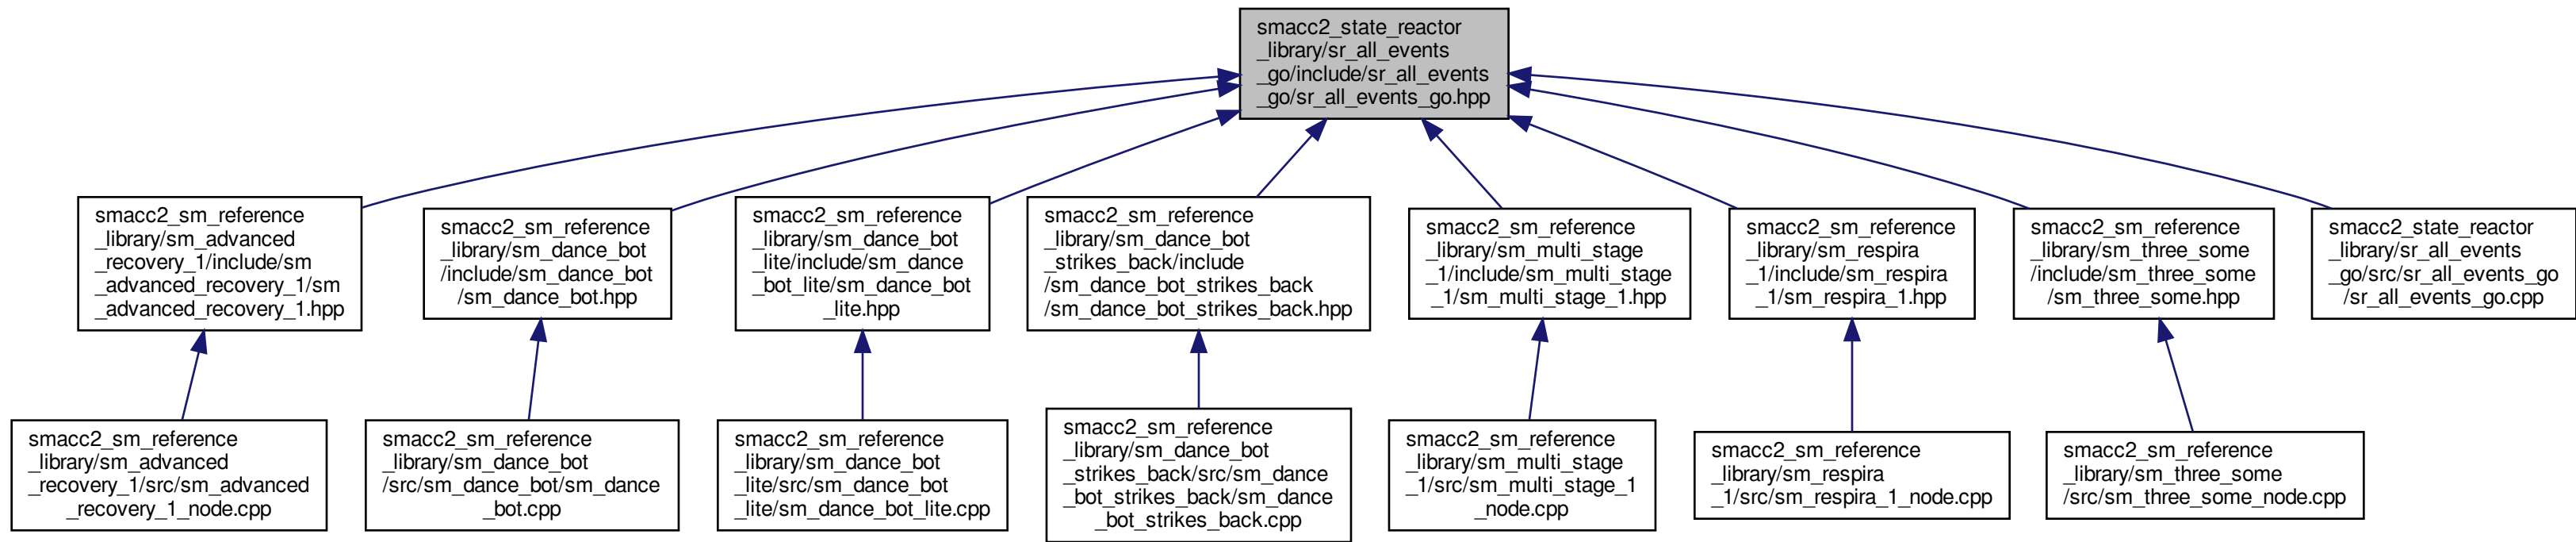 smacc2_state_reactor
_library/sr_all_events
_go/include/sr_all_events
_go/sr_all_events_go.hpp
smacc2_sm_reference
_library/sm_advanced
_recovery_1/include/sm
_advanced_recovery_1/sm
_advanced_recovery_1.hpp
smacc2_sm_reference
_library/sm_dance_bot
/include/sm_dance_bot
/sm_dance_bot.hpp
smacc2_sm_reference
_library/sm_dance_bot
_lite/include/sm_dance
_bot_lite/sm_dance_bot
_lite.hpp
smacc2_sm_reference
_library/sm_dance_bot
_strikes_back/include
/sm_dance_bot_strikes_back
/sm_dance_bot_strikes_back.hpp
smacc2_sm_reference
_library/sm_multi_stage
_1/include/sm_multi_stage
_1/sm_multi_stage_1.hpp
smacc2_sm_reference
_library/sm_respira
_1/include/sm_respira
_1/sm_respira_1.hpp
smacc2_sm_reference
_library/sm_three_some
/include/sm_three_some
/sm_three_some.hpp
smacc2_state_reactor
_library/sr_all_events
_go/src/sr_all_events_go
/sr_all_events_go.cpp
smacc2_sm_reference
_library/sm_advanced
_recovery_1/src/sm_advanced
_recovery_1_node.cpp
smacc2_sm_reference
_library/sm_dance_bot
/src/sm_dance_bot/sm_dance
_bot.cpp
smacc2_sm_reference
_library/sm_dance_bot
_lite/src/sm_dance_bot
_lite/sm_dance_bot_lite.cpp
smacc2_sm_reference
_library/sm_dance_bot
_strikes_back/src/sm_dance
_bot_strikes_back/sm_dance
_bot_strikes_back.cpp
smacc2_sm_reference
_library/sm_multi_stage
_1/src/sm_multi_stage_1
_node.cpp
smacc2_sm_reference
_library/sm_respira
_1/src/sm_respira_1_node.cpp
smacc2_sm_reference
_library/sm_three_some
/src/sm_three_some_node.cpp